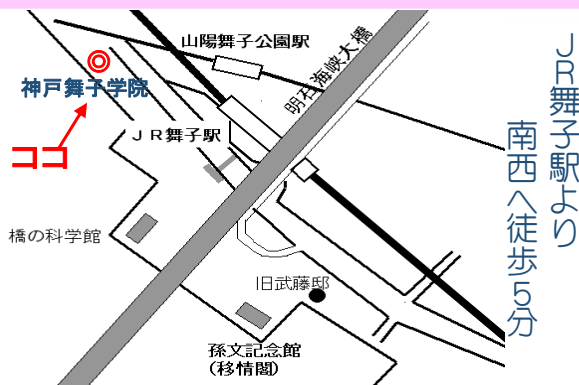 山陽舞子公園駅
明石海峡大橋
神戸舞子学院
JR舞子駅
ココ
橋の科学館
旧武藤邸
孫文記念館
(移情閣)
JR舞子駅より
南西へ徒歩5分